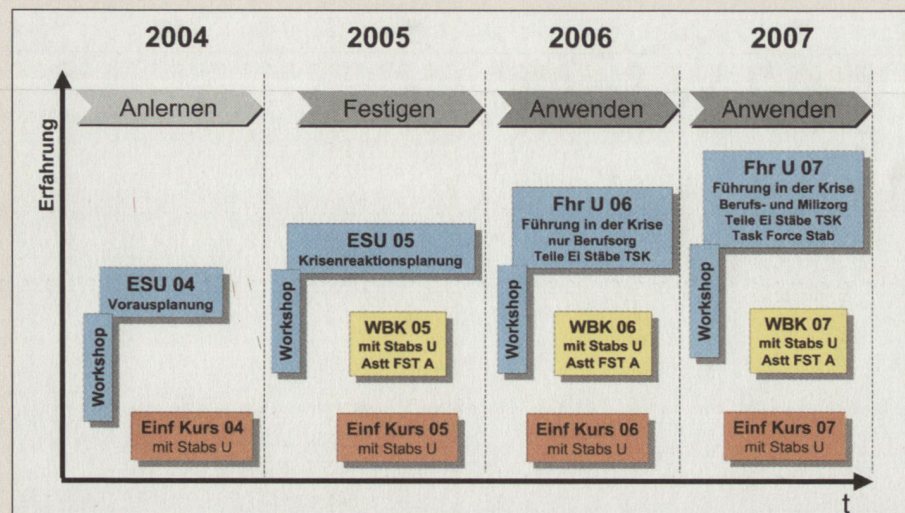 2004
2005
2006
2007
Anlernen
Festigen
Anwenden
Anwenden
Erfahrung
Workshop
ESU 04
Vorausplanung
Einf Kurs 04
mit Stabs U
Workshop
ESU 05
Krisenreaktionsplanung
WBK 05
mit Stabs U
Astt FST A
Einf Kurs 05
mit Stabs U
Workshop
Fhr U 06
Führung in der Krise
nur Berufsorg
Teile Ei Stäbe TSK
WBK 06
mit Stabs U
Astt FST A
Einf Kurs 06
mit Stabs U
Workshop
Fhr U 07
Führung in der Krise
Berufs- und Milizorg
Teile Ei Stäbe TSK
Task Force Stab
WBK 07
mit Stabs U
Astt FST A
Einf Kurs 07
mit Stabs U
t